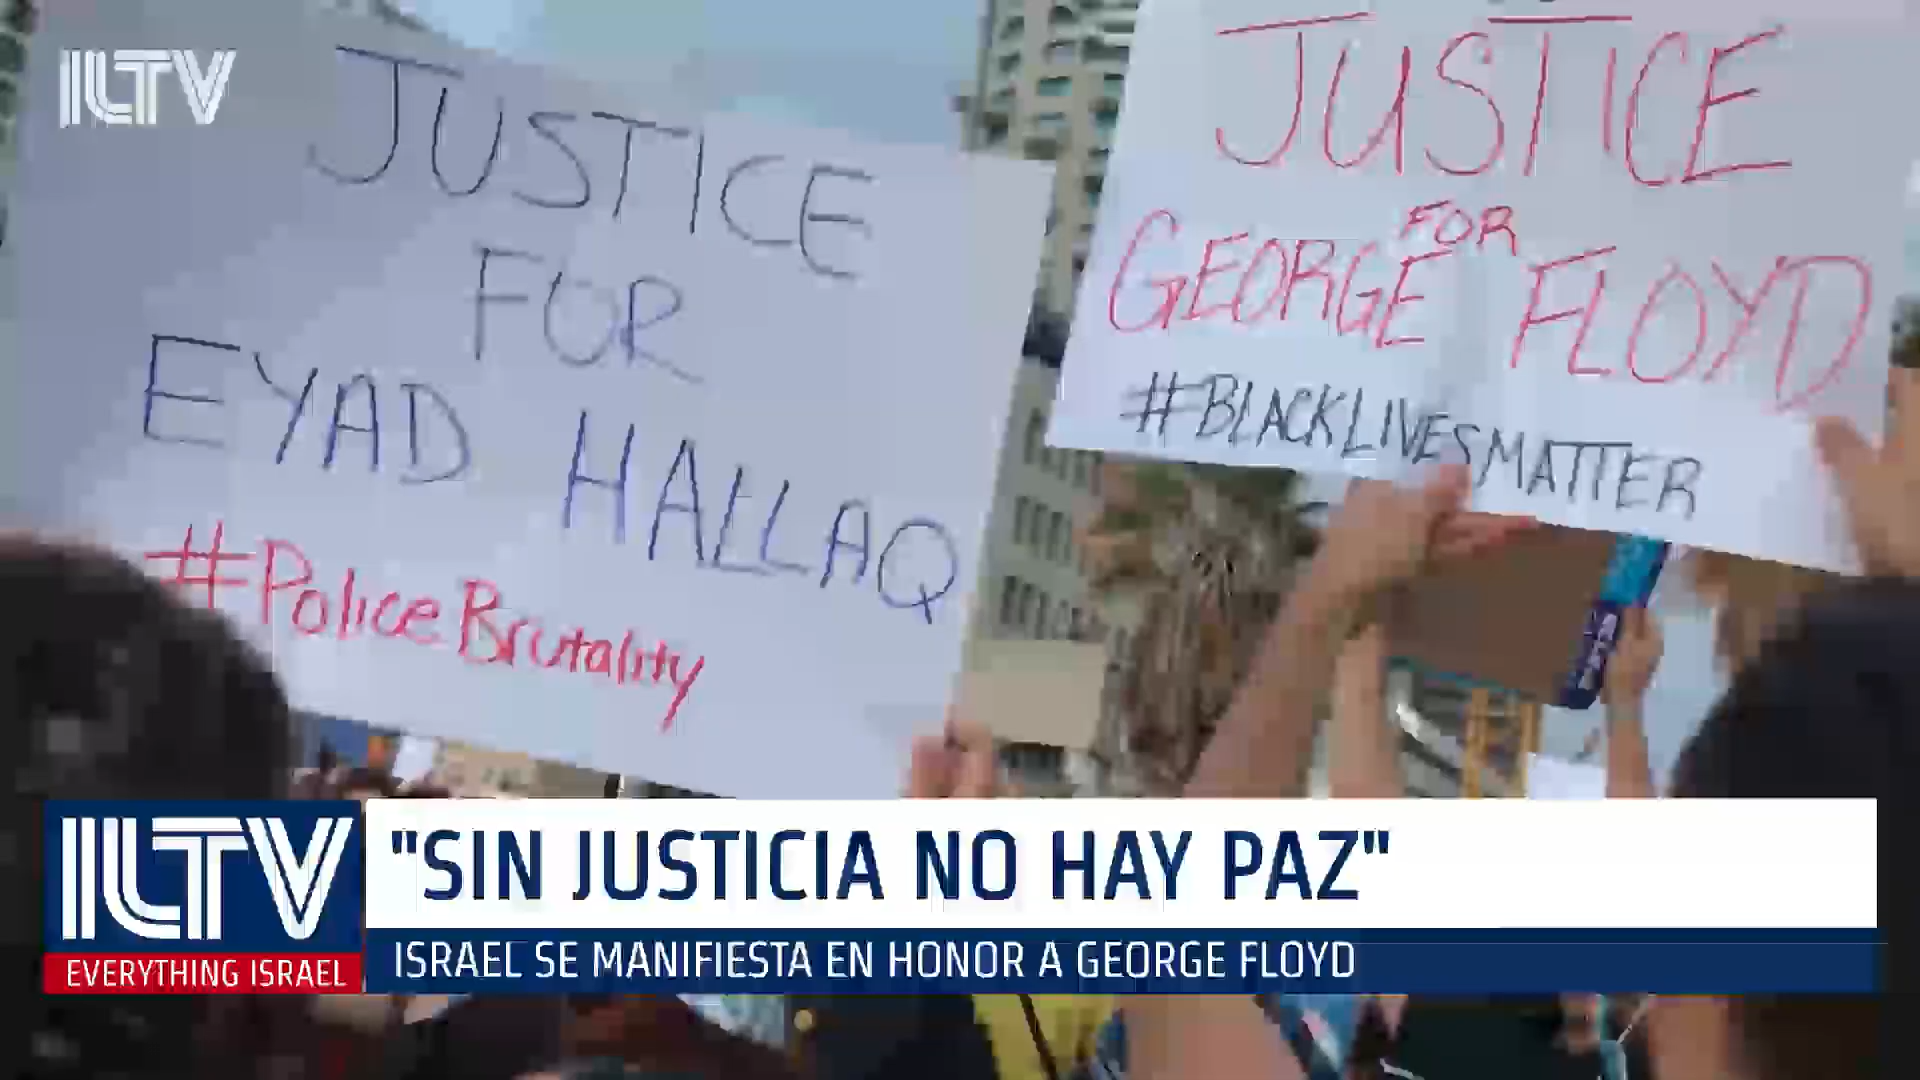 ILTV
JUSTICE
FOR
EYAD HALLAQ
#PoliceBrutality
JUSTICE
FOR
GEORGE FLOYD
#BLACKLIVESMATTER
ILTV
EVERYTHING ISRAEL
"SIN JUSTICIA NO HAY PAZ"
ISRAEL SE MANIFIESTA EN HONOR A GEORGE FLOYD